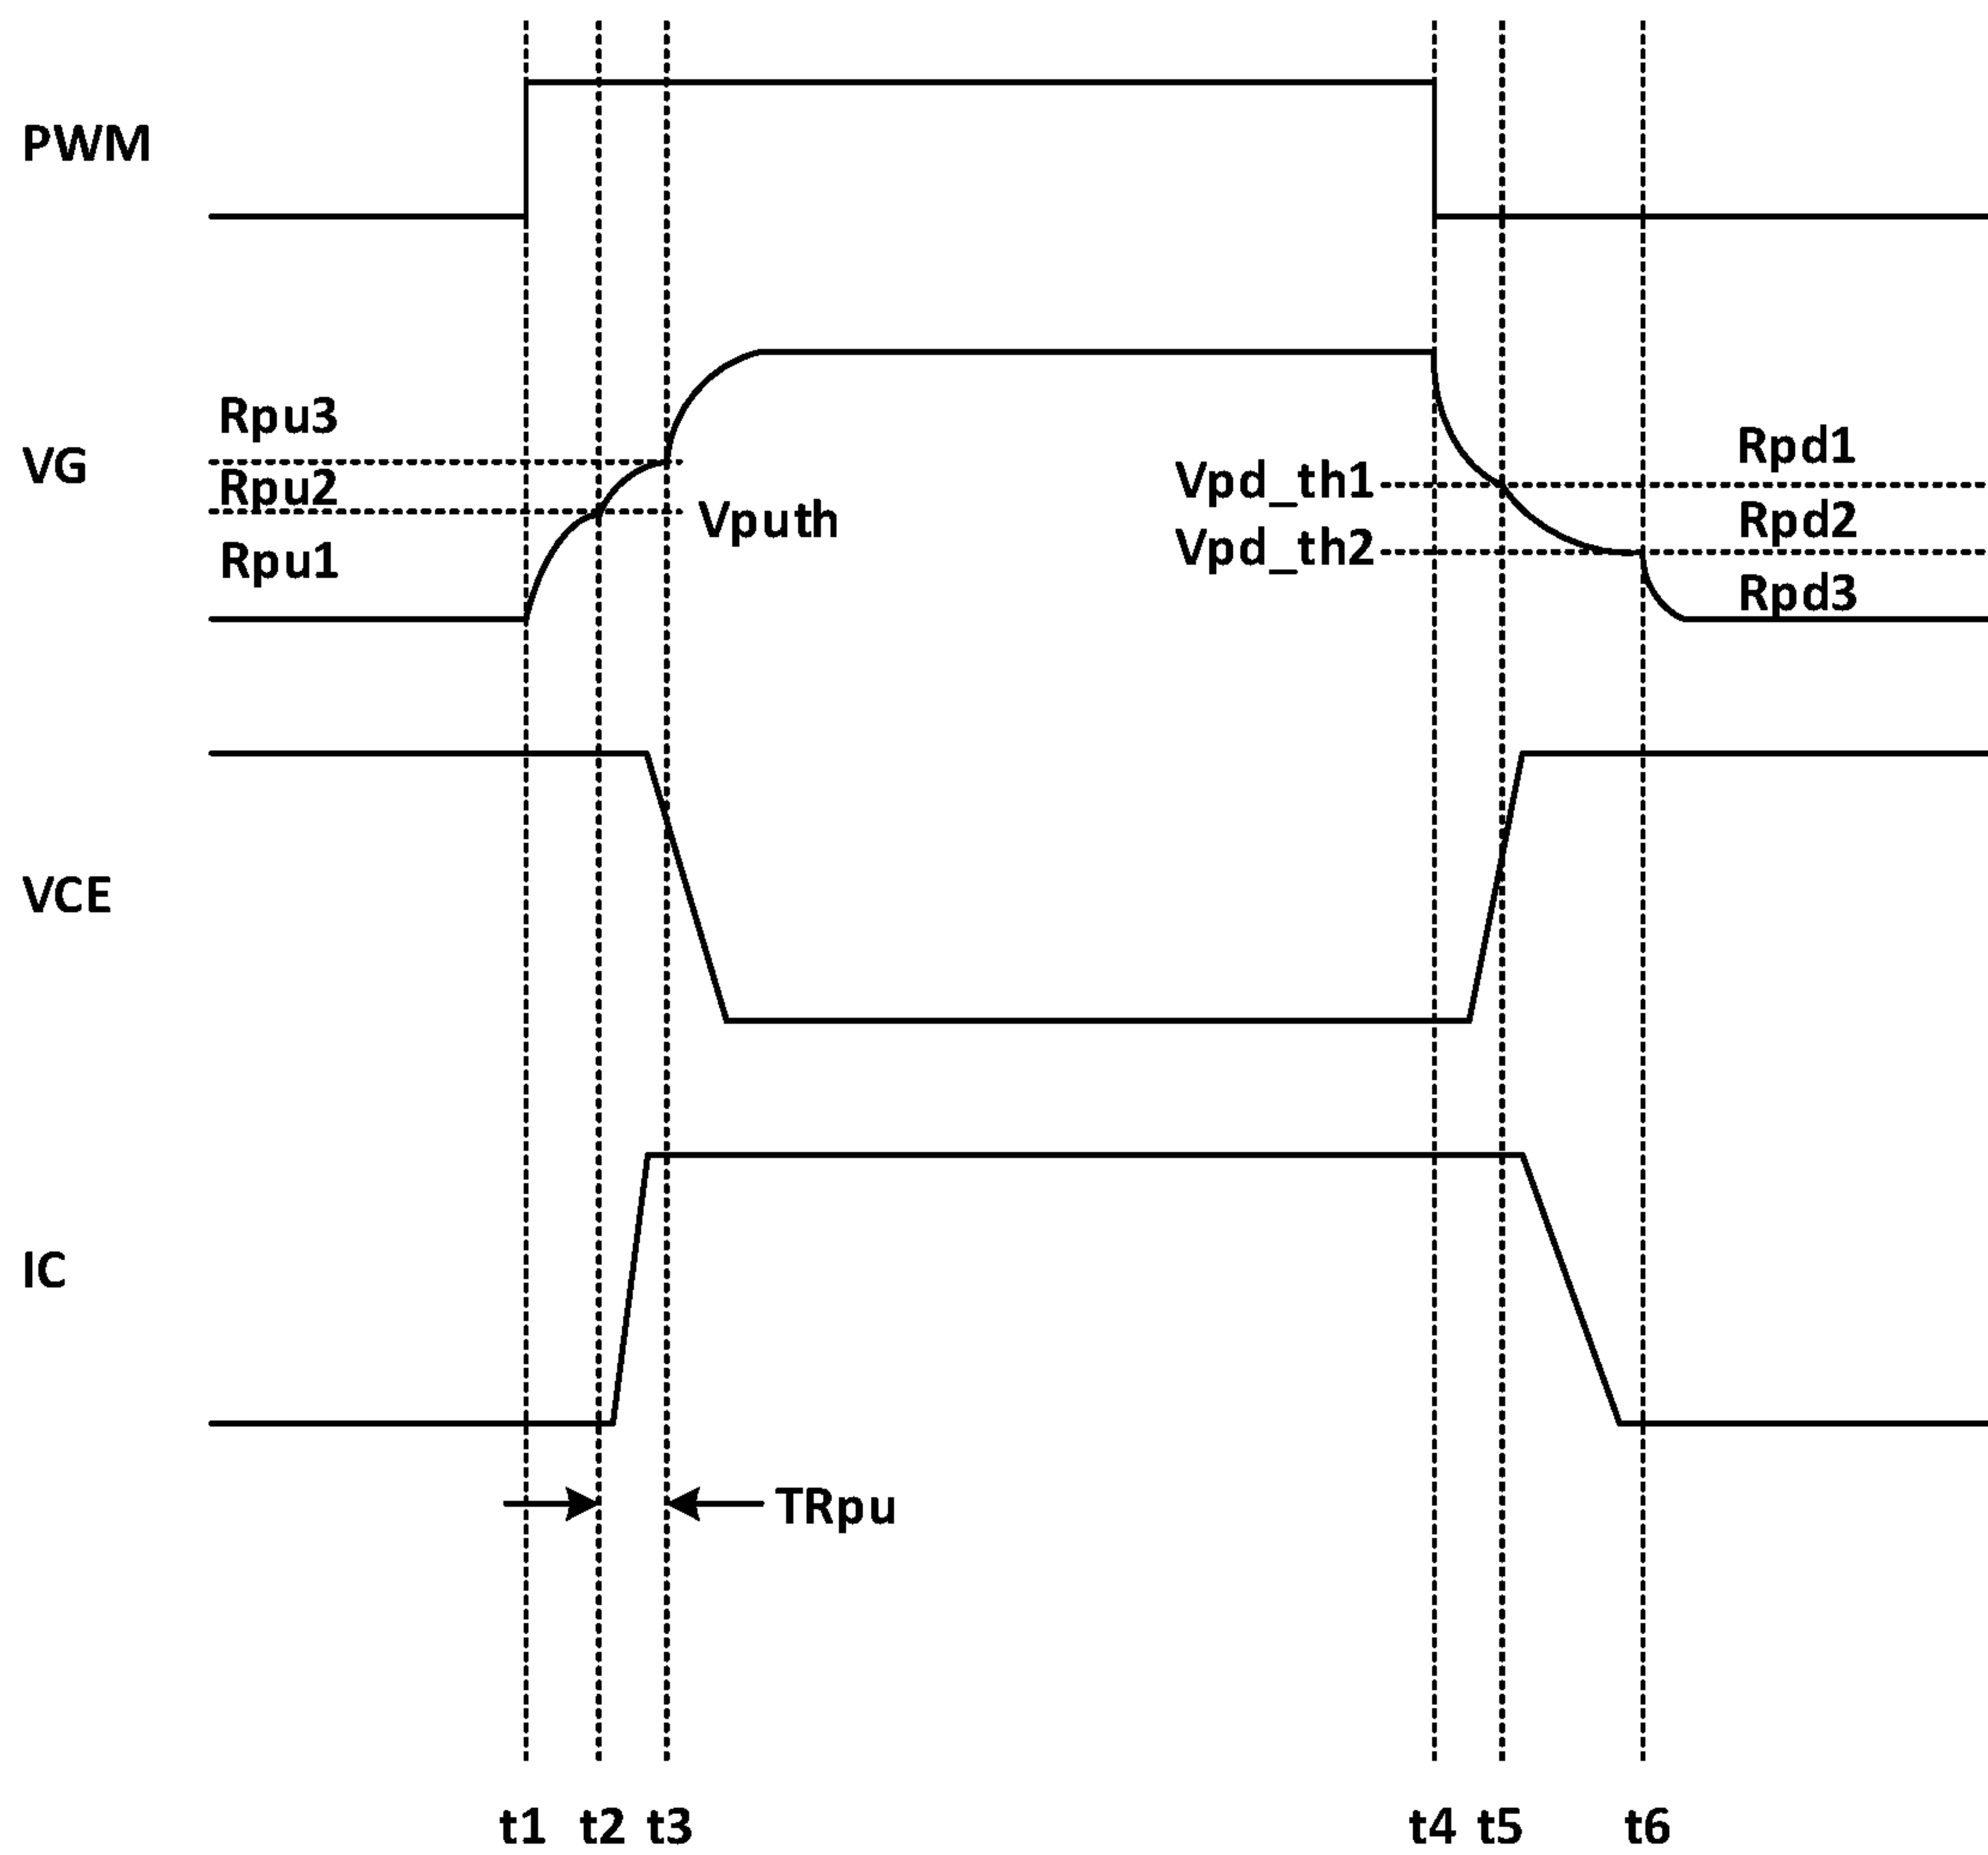 PWM
Rpu3
VG
Rpu2
Rpu1
Vputh
Vpd_th1
Vpd_th2
Rpd1
Rpd2
Rpd3
VCE
IC
TRpu
t1 t2 t3 t4 t5 t6